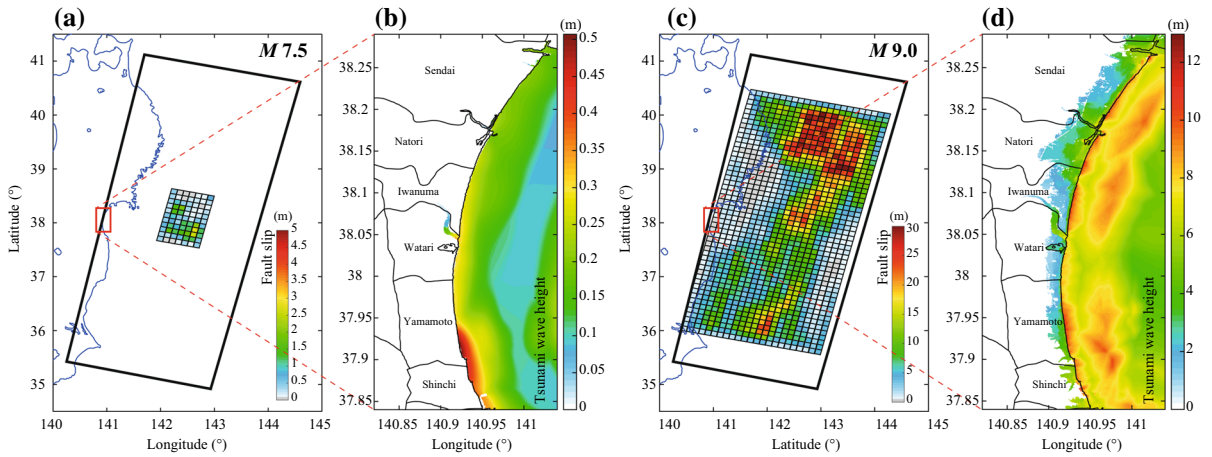 (a)
M 7.5
41
40
39
38
37
36
35
Latitude (°)
140
141
142
143
144
145
Longitude (°)
(m)
5
4.5
4
3.5
3
2.5
2
1.5
1
0.5
0
Fault slip
(b)
(m)
38.25
38.2
38.15
38.1
38.05
38
37.95
37.9
37.85
Sendai
Natori
Iwanuma
Watari
Yamamoto
Shinchi
Tsunami wave height
140.85
140.9
140.95
141
Longitude (°)
0.5
0.45
0.4
0.35
0.3
0.25
0.2
0.15
0.1
0.05
0
(c)
M 9.0
41
40
39
38
37
36
35
Latitude (°)
140
141
142
143
144
145
Latitude (°)
(m)
30
25
20
15
10
5
0
Fault slip
(d)
(m)
38.25
38.2
38.15
38.1
38.05
38
37.95
37.9
37.85
Sendai
Natori
Iwanuma
Watari
Yamamoto
Shinchi
Tsunami wave height
140.85
140.9
140.95
141
Longitude (°)
12
10
8
6
4
2
0